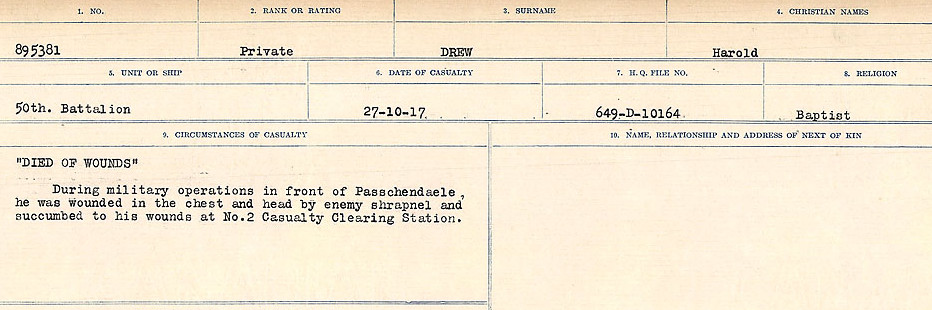 1. NO. 2. RANK OR RATING 3. SURNAME 4. CHRISTIAN NAMES
895381 Private DREW Harold
5. UNIT OR SHIP 6. DATE OF CASUALTY 7. H. Q. FILE NO. 8. RELIGION
50th. Battalion 27-10-17. 649-D-10164 Baptist
9. CIRCUMSTANCES OF CASUALTY 10. NAME, RELATIONSHIP AND ADDRESS OF NEXT OF KIN
"DIED OF WOUNDS"
During military operations in front of Passchendaele,
he was wounded in the chest and head by enemy shrapnel and
succumbed to his wounds at No.2 Casualty Clearing Station.